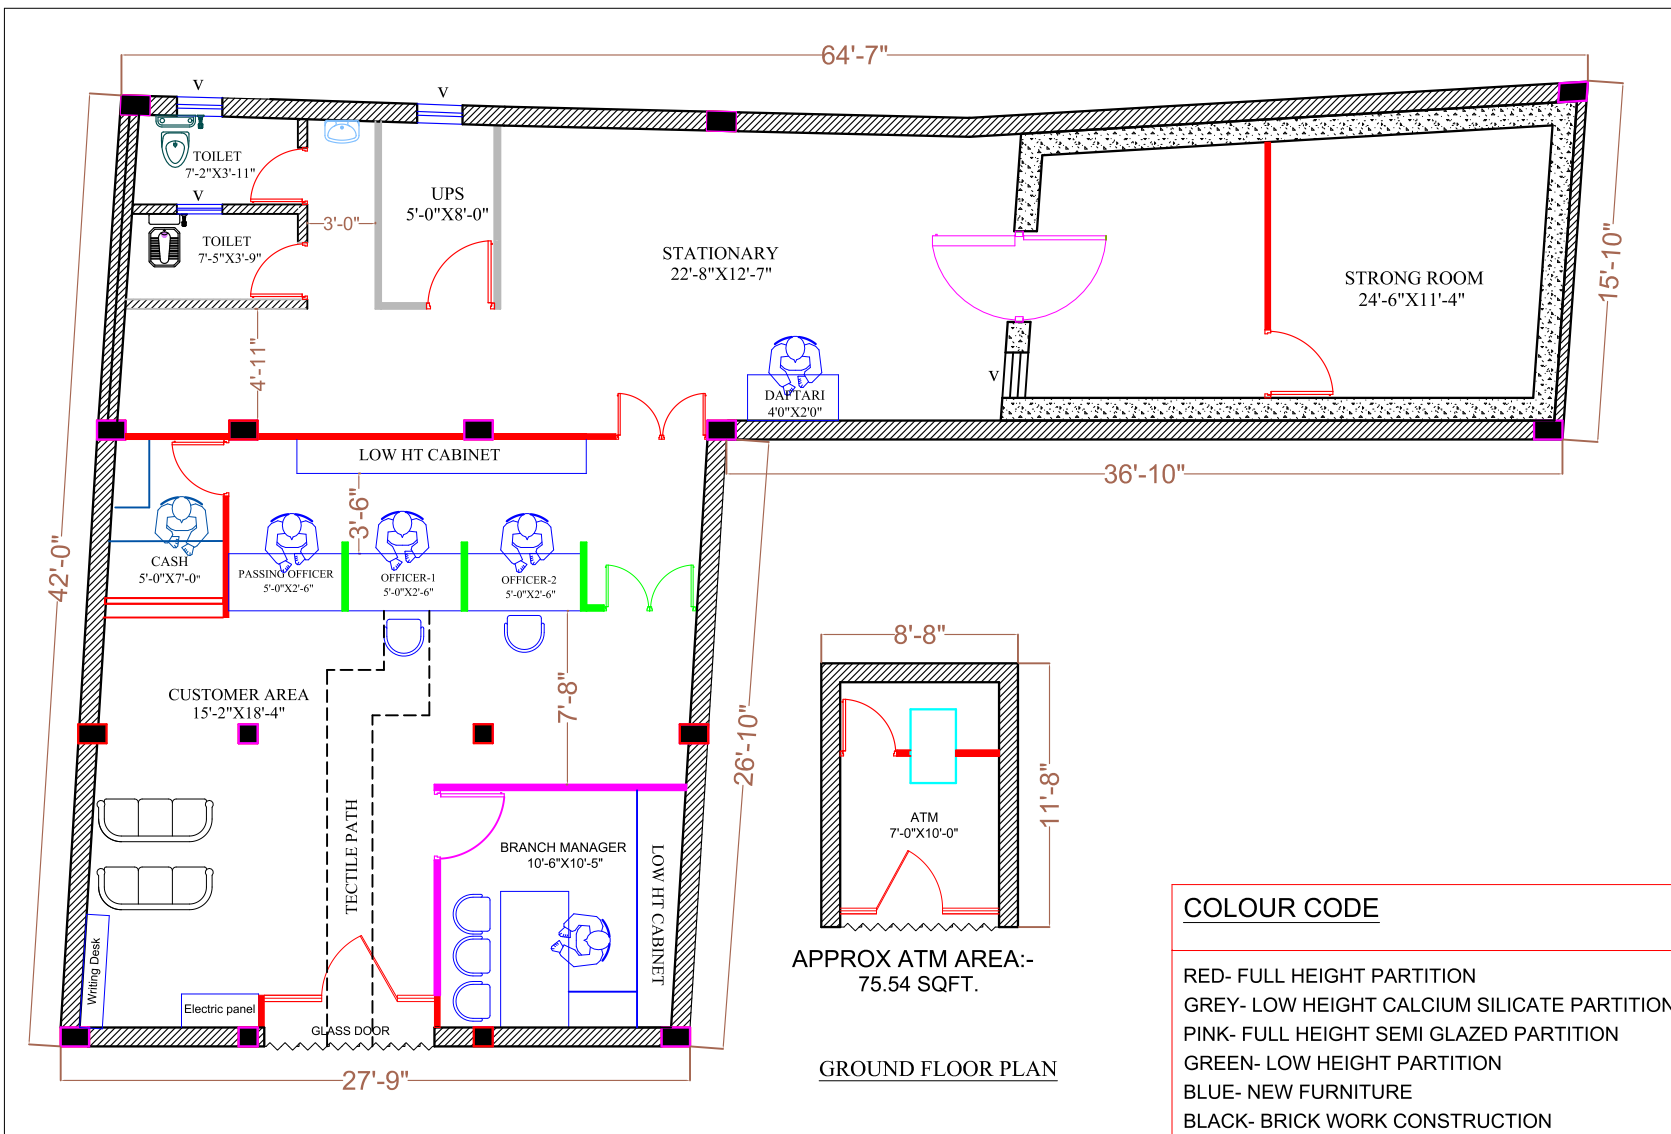 64'-7"
V
V
TOILET
7'-2"X3'-11"
V
UPS
5'-0"X8'-0"
3'-0"
TOILET
7'-5"X3'-9"
STATIONARY
22'-8"X12'-7"
STRONG ROOM
24'-6"X11'-4"
15'-10"
4'-11"
V
DAFTARI
4'0"X2'0"
LOW HT CABINET
36'-10"
3'-6"
42'-0"
CASH
5'-0"X7'-0"
PASSING OFFICER
5'-0"X2'-6"
OFFICER-1
5'-0"X2'-6"
OFFICER-2
5'-0"X2'-6"
8'-8"
CUSTOMER AREA
15'-2"X18'-4"
7'-8"
26'-10"
11'-8"
ATM
7'-0"X10'-0"
TECTILE PATH
BRANCH MANAGER
10'-6"X10'-5"
LOW HT CABINET
Writing Desk
Electric panel
GLASS DOOR
27'-9"
APPROX ATM AREA:-
75.54 SQFT.
GROUND FLOOR PLAN
COLOUR CODE
RED- FULL HEIGHT PARTITION
GREY- LOW HEIGHT CALCIUM SILICATE PARTITION
PINK- FULL HEIGHT SEMI GLAZED PARTITION
GREEN- LOW HEIGHT PARTITION
BLUE- NEW FURNITURE
BLACK- BRICK WORK CONSTRUCTION